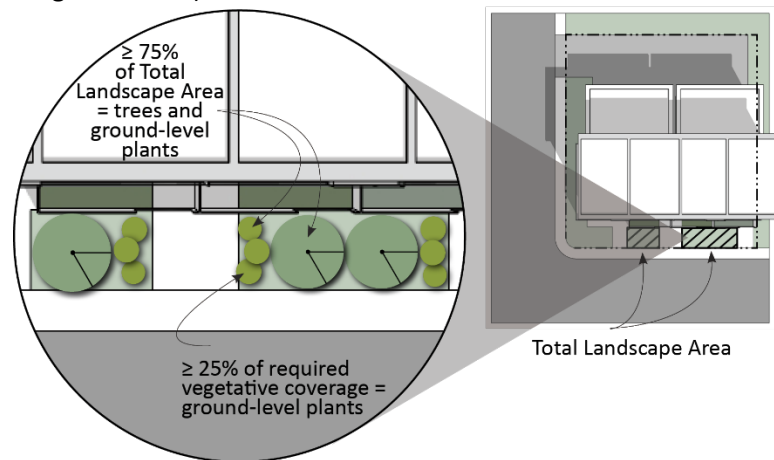 ≥ 75%
of Total
Landscape Area
= trees and
ground-level
plants
≥ 25% of required
vegetative coverage =
ground-level plants
Total Landscape Area